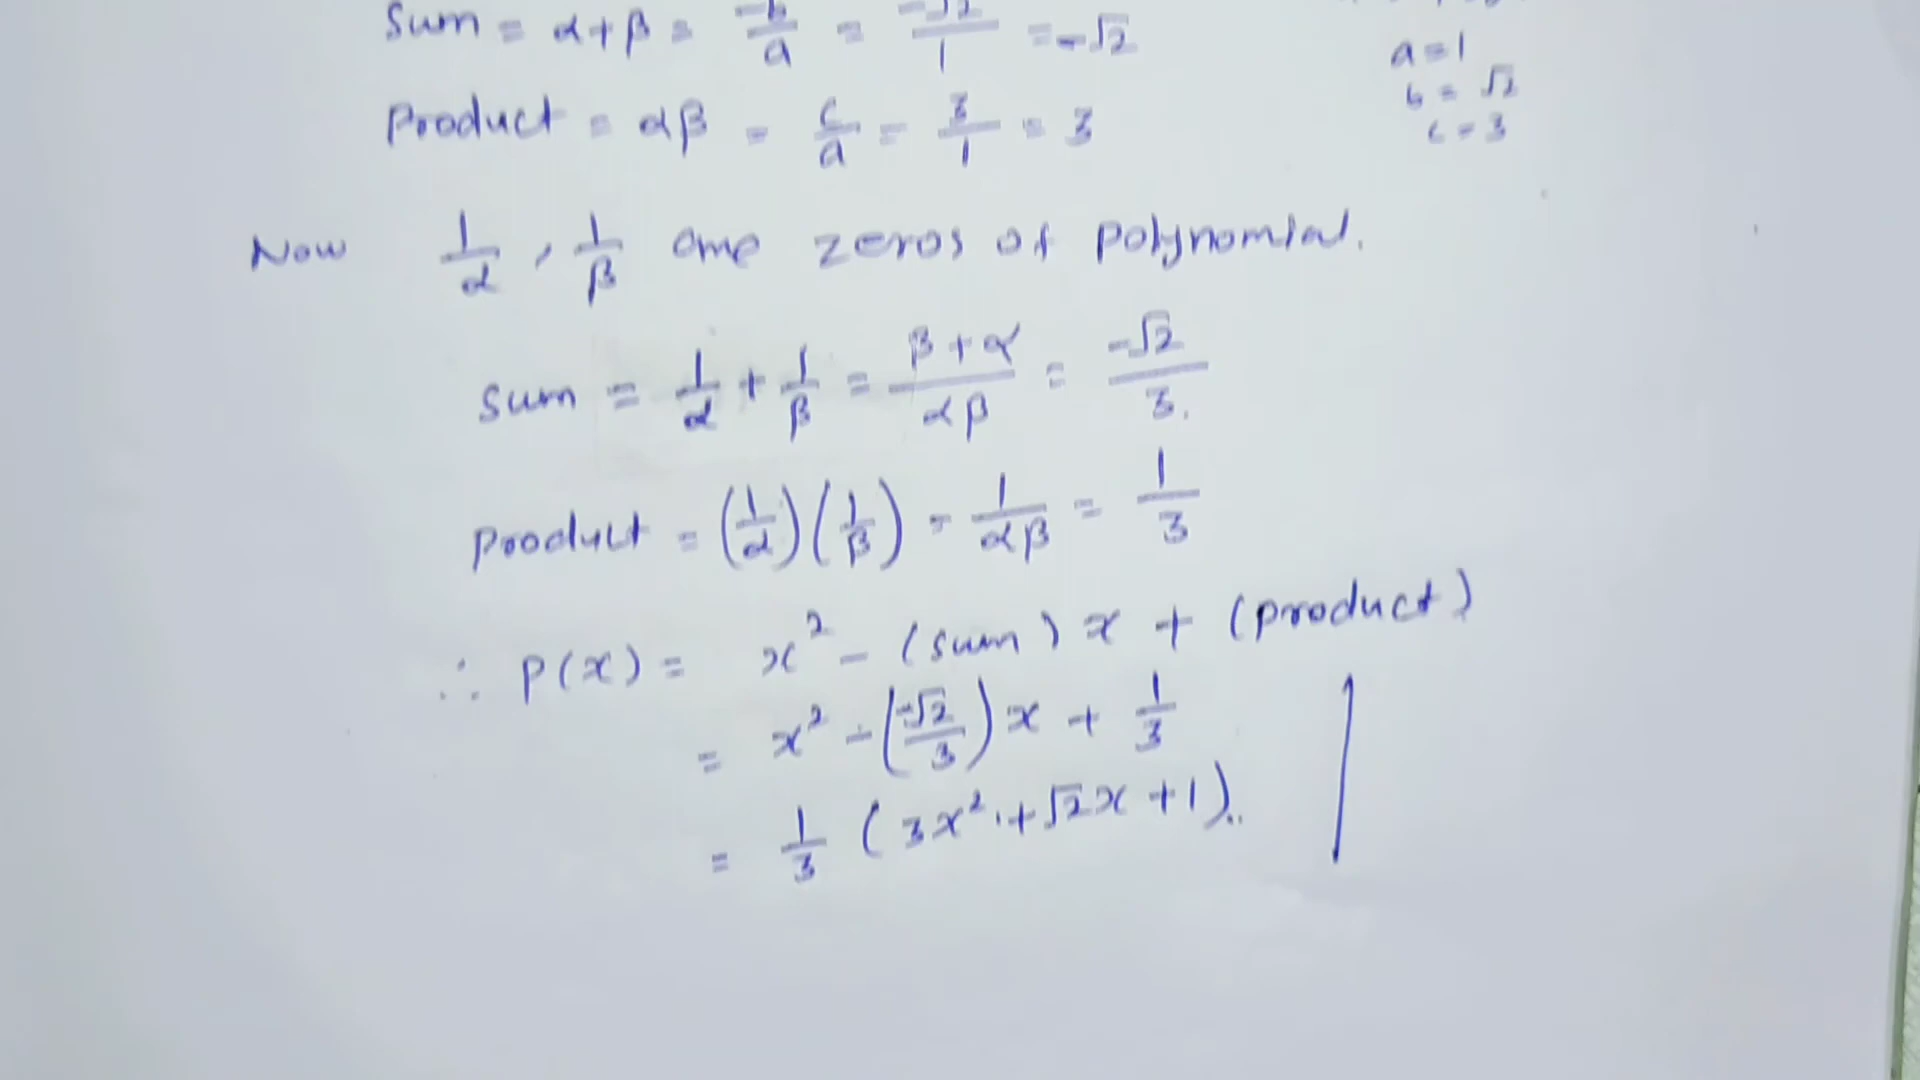 Sum = α+β = -b/a = -√2/1 = -√2
a = 1
b = √2
Product = αβ = c/a = 3/1 = 3
c = 3
Now 1/α , 1/β are zeros of polynomial.
Sum = 1/α + 1/β = β+α/αβ = -√2/3.
product = (1/α)(1/β) = 1/αβ = 1/3
∴ P(x) = x² - (sum) x + (product)
= x² - (-√2/3) x + 1/3
= 1/3 (3x² + √2x + 1)..